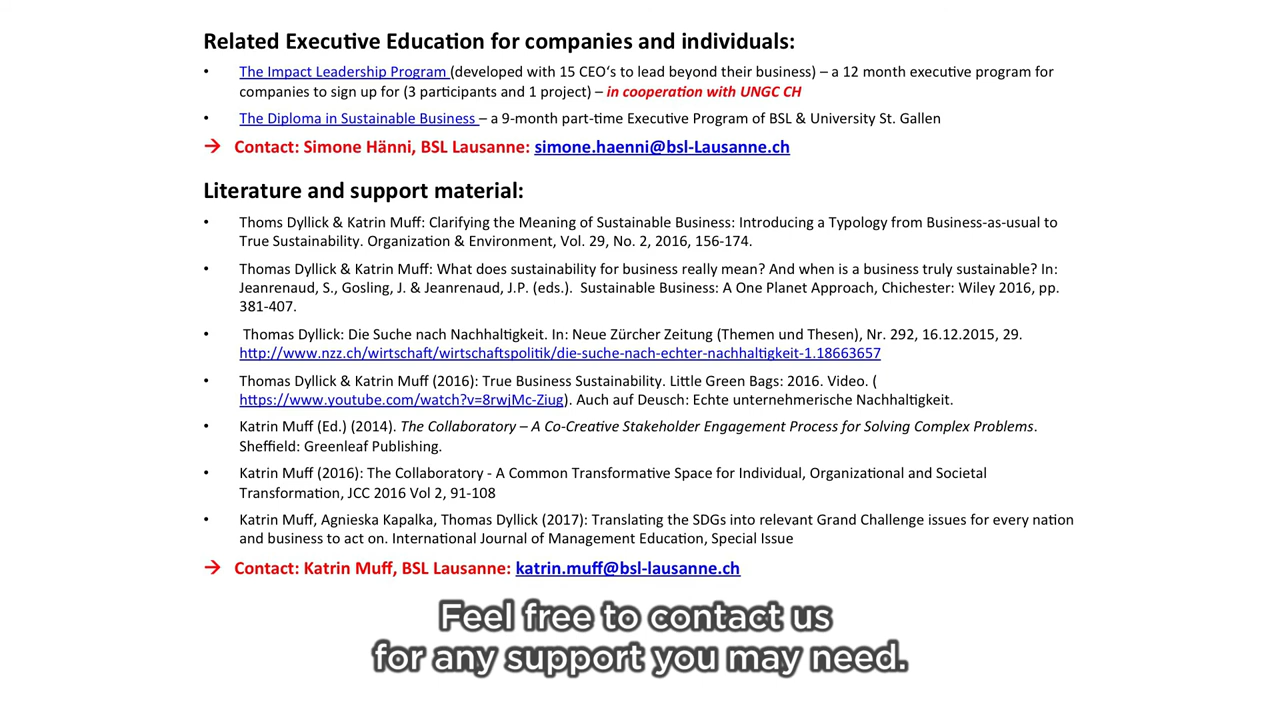 Related Executive Education for companies and individuals:
• The Impact Leadership Program (developed with 15 CEO‘s to lead beyond their business) – a 12 month executive program for
companies to sign up for (3 participants and 1 project) – in cooperation with UNGC CH
• The Diploma in Sustainable Business – a 9-month part-time Executive Program of BSL & University St. Gallen
→ Contact: Simone Hänni, BSL Lausanne: simone.haenni@bsl-Lausanne.ch
Literature and support material:
• Thoms Dyllick & Katrin Muff: Clarifying the Meaning of Sustainable Business: Introducing a Typology from Business-as-usual to
True Sustainability. Organization & Environment, Vol. 29, No. 2, 2016, 156-174.
• Thomas Dyllick & Katrin Muff: What does sustainability for business really mean? And when is a business truly sustainable? In:
Jeanrenaud, S., Gosling, J. & Jeanrenaud, J.P. (eds.). Sustainable Business: A One Planet Approach, Chichester: Wiley 2016, pp.
381-407.
• Thomas Dyllick: Die Suche nach Nachhaltigkeit. In: Neue Zürcher Zeitung (Themen und Thesen), Nr. 292, 16.12.2015, 29.
http://www.nzz.ch/wirtschaft/wirtschaftspolitik/die-suche-nach-echter-nachhaltigkeit-1.18663657
• Thomas Dyllick & Katrin Muff (2016): True Business Sustainability. Little Green Bags: 2016. Video. (
https://www.youtube.com/watch?v=8rwjMc-Ziug). Auch auf Deusch: Echte unternehmerische Nachhaltigkeit.
• Katrin Muff (Ed.) (2014). The Collaboratory – A Co-Creative Stakeholder Engagement Process for Solving Complex Problems.
Sheffield: Greenleaf Publishing.
• Katrin Muff (2016): The Collaboratory - A Common Transformative Space for Individual, Organizational and Societal
Transformation, JCC 2016 Vol 2, 91-108
• Katrin Muff, Agnieska Kapalka, Thomas Dyllick (2017): Translating the SDGs into relevant Grand Challenge issues for every nation
and business to act on. International Journal of Management Education, Special Issue
→ Contact: Katrin Muff, BSL Lausanne: katrin.muff@bsl-lausanne.ch
Feel free to contact us
for any support you may need.